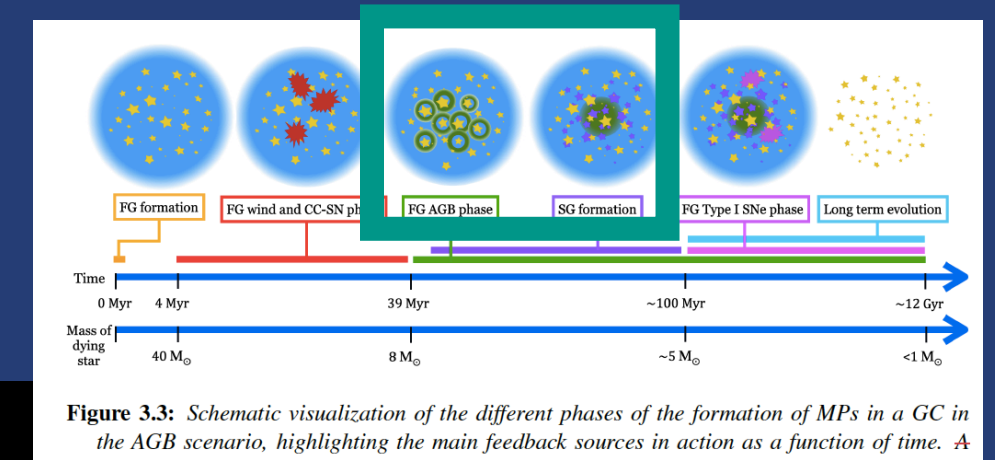 FG formation
FG wind and CC-SN ph
FG AGB phase
SG formation
FG Type I SNe phase
Long term evolution
Time
0 Myr
4 Myr
39 Myr
~100 Myr
~12 Gyr
Mass of
dying
star
40 M⊙
8 M⊙
~5 M⊙
<1 M⊙
Figure 3.3: Schematic visualization of the different phases of the formation of MPs in a GC in
the AGB scenario, highlighting the main feedback sources in action as a function of time. A